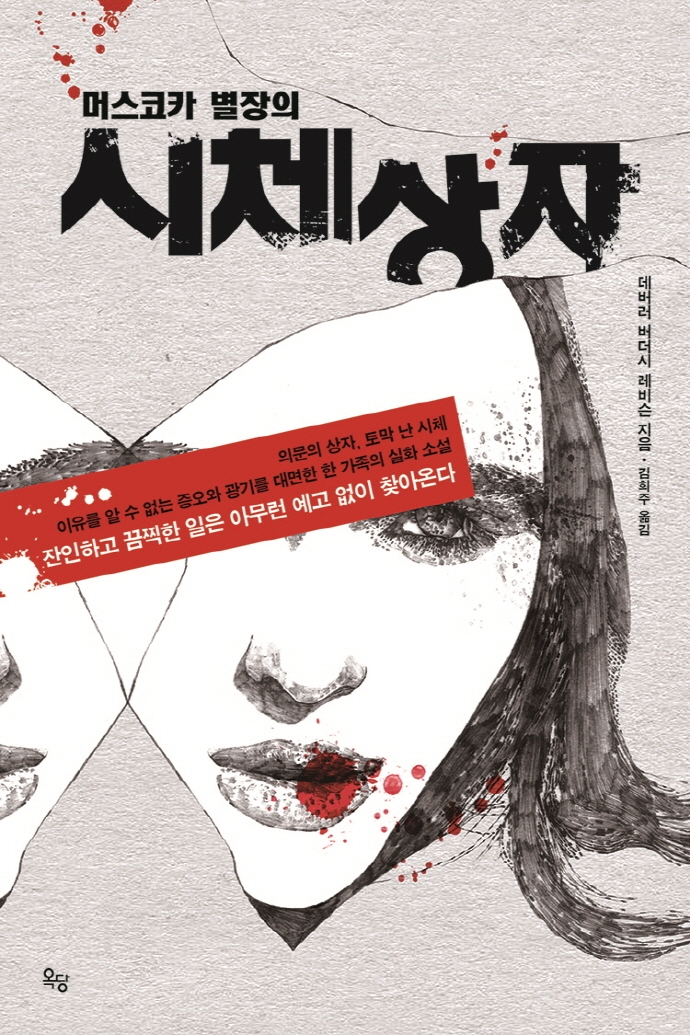 머스코카 별장의
시체상자
데버러 버더시 레비슨 지음 · 김희주 옮김
의문의 상자, 토막 난 시체
이유를 알 수 없는 증오와 광기를 대면한 한 가족의 실화 소설
잔인하고 끔찍한 일은 아무런 예고 없이 찾아온다
옥당